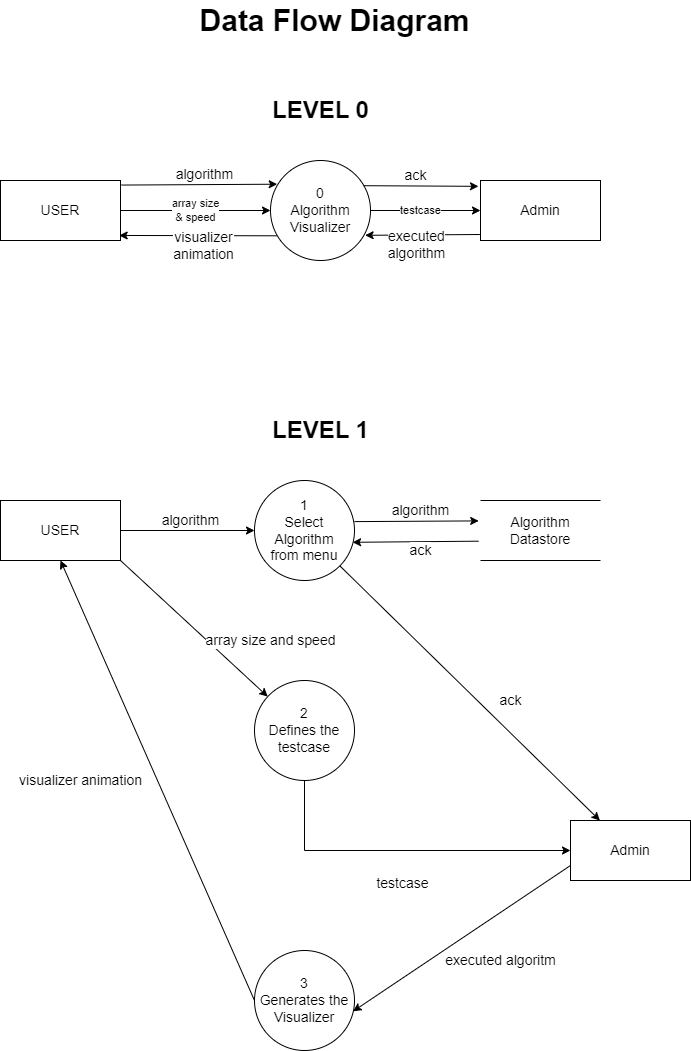 Data Flow Diagram
LEVEL 0
algorithm
ack
USER
array size
& speed
0
Algorithm
Visualizer
testcase
Admin
visualizer
animation
executed
algorithm
LEVEL 1
USER
algorithm
1
Select
Algorithm
from menu
algorithm
ack
Algorithm
Datastore
array size and speed
ack
2
Defines the
testcase
visualizer animation
Admin
testcase
executed algoritm
3
Generates the
Visualizer